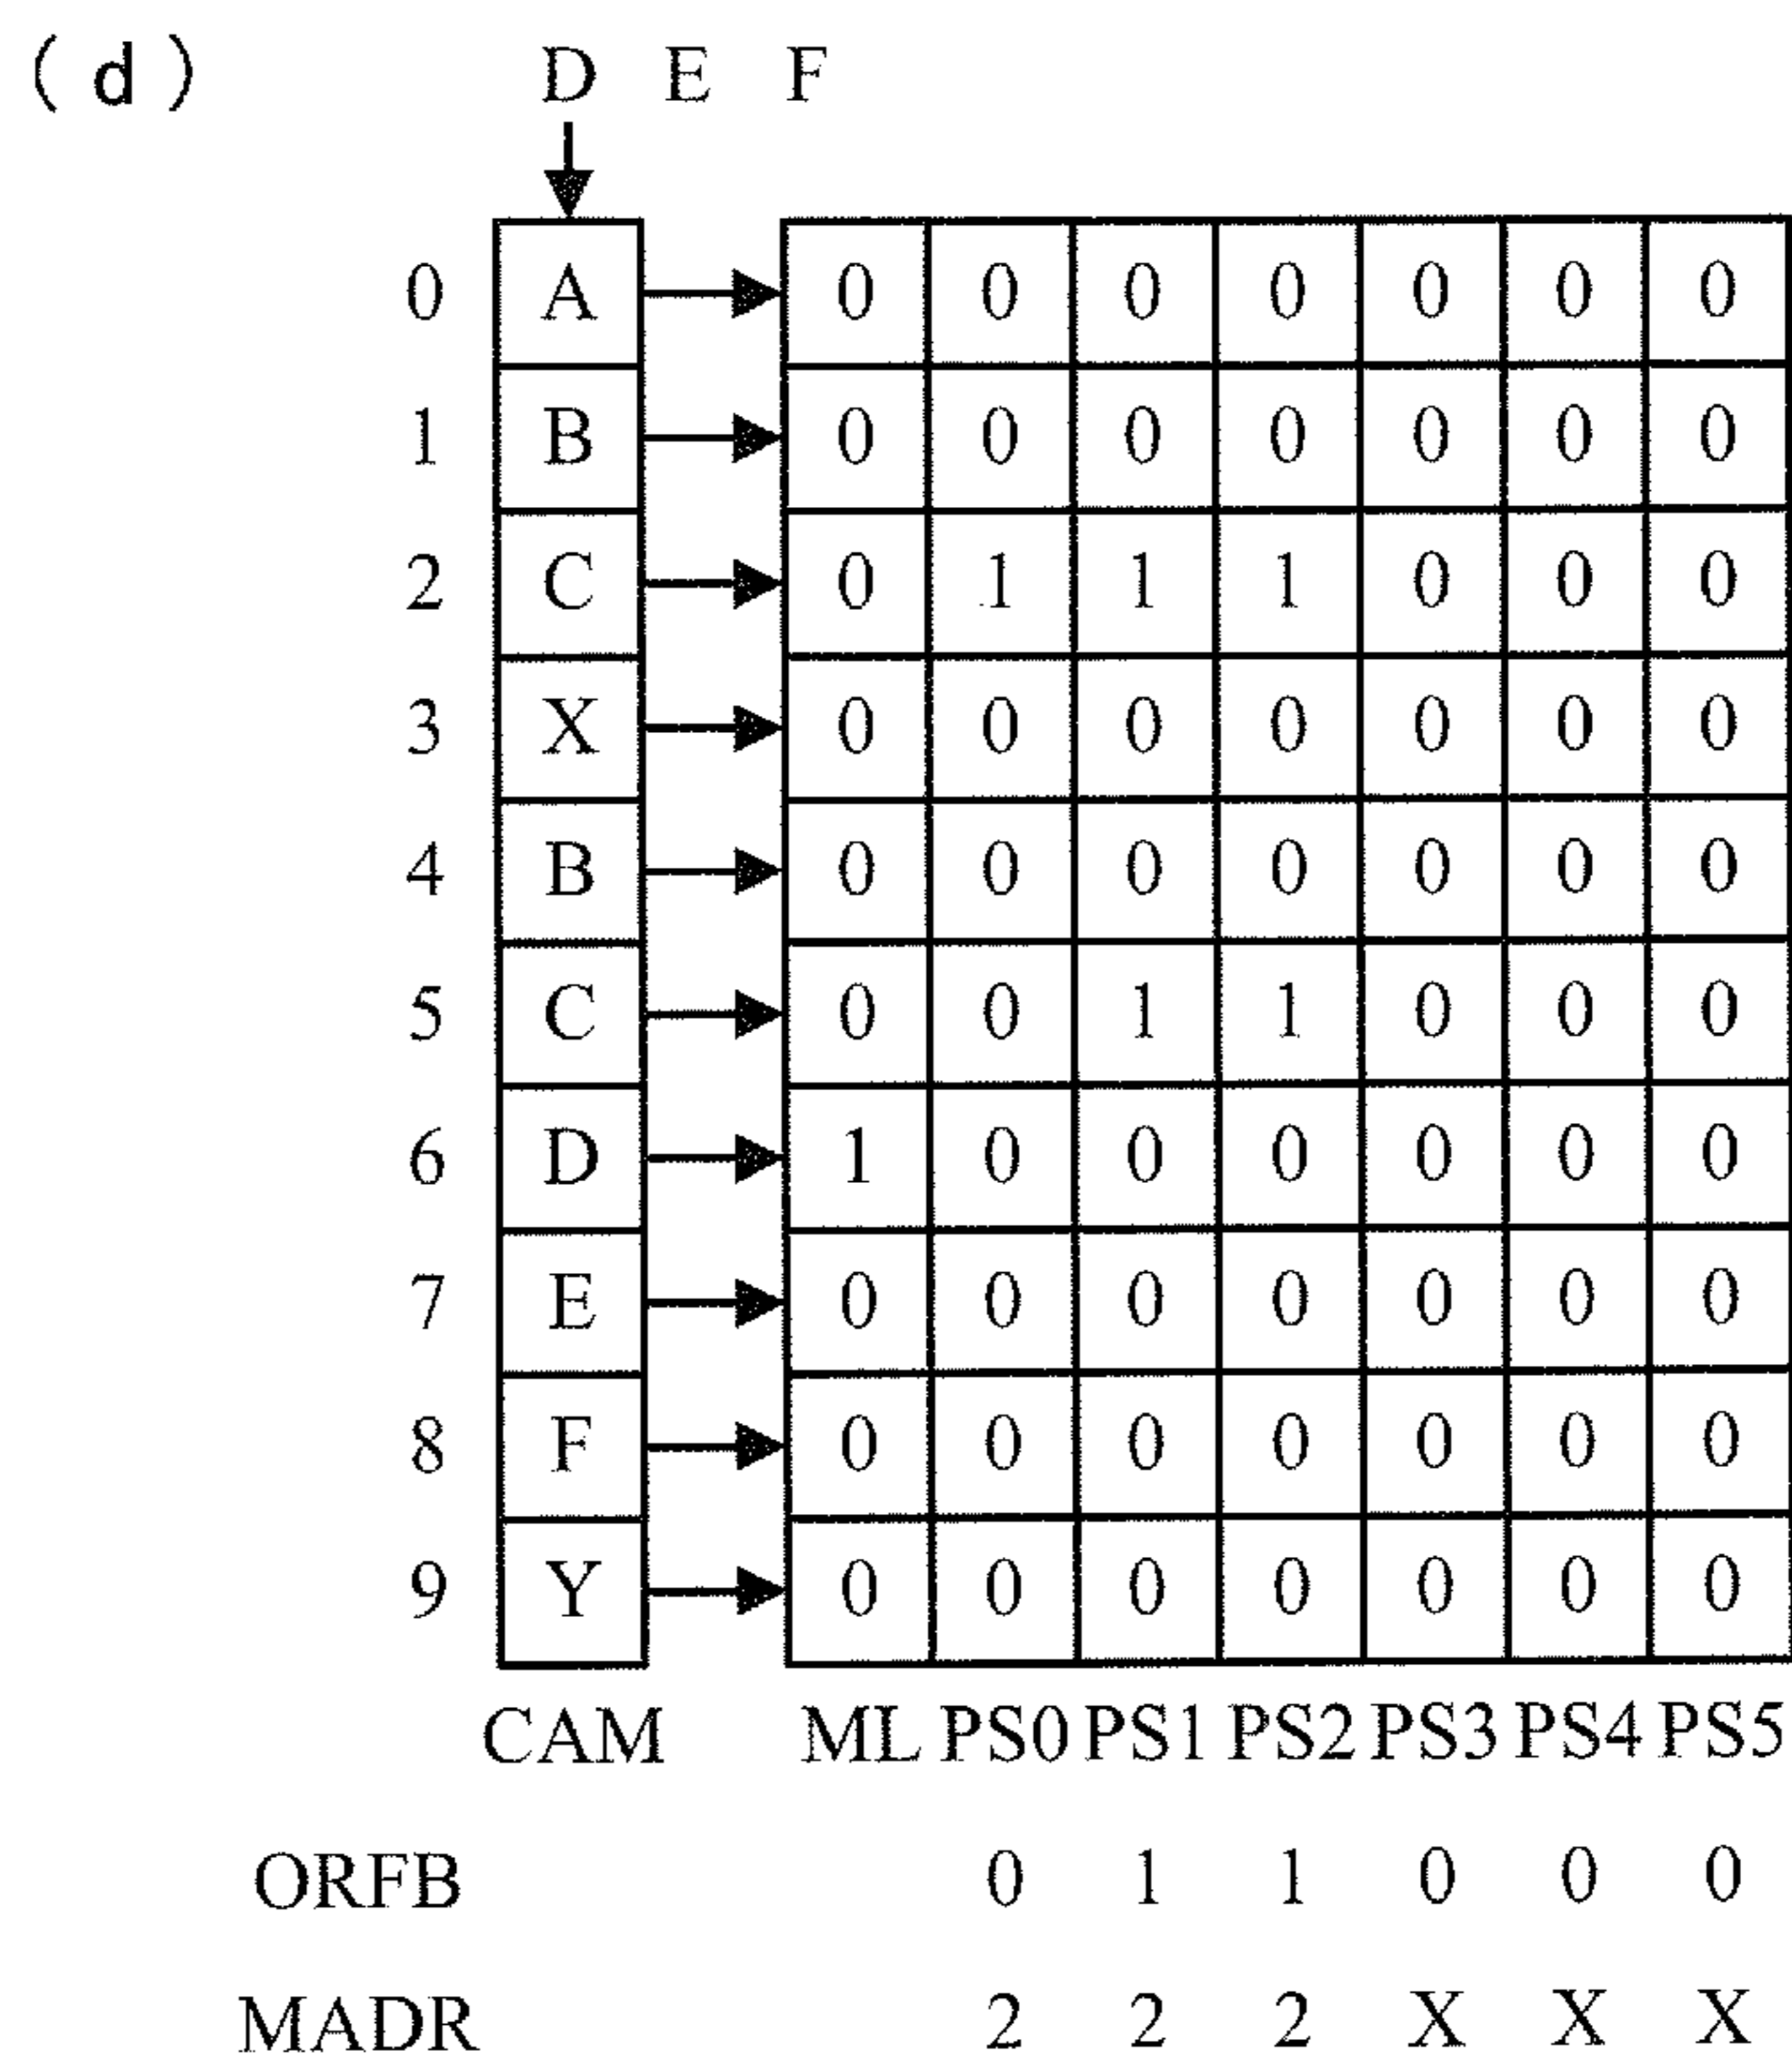 (d) D E F
0 A 0 0 0 0 0 0 0
1 B 0 0 0 0 0 0 0
2 C 0 1 1 1 0 0 0
3 X 0 0 0 0 0 0 0
4 B 0 0 0 0 0 0 0
5 C 0 0 1 1 0 0 0
6 D 1 0 0 0 0 0 0
7 E 0 0 0 0 0 0 0
8 F 0 0 0 0 0 0 0
9 Y 0 0 0 0 0 0 0
CAM ML PS0 PS1 PS2 PS3 PS4 PS5
ORFB 0 1 1 0 0 0
MADR 2 2 2 X X X